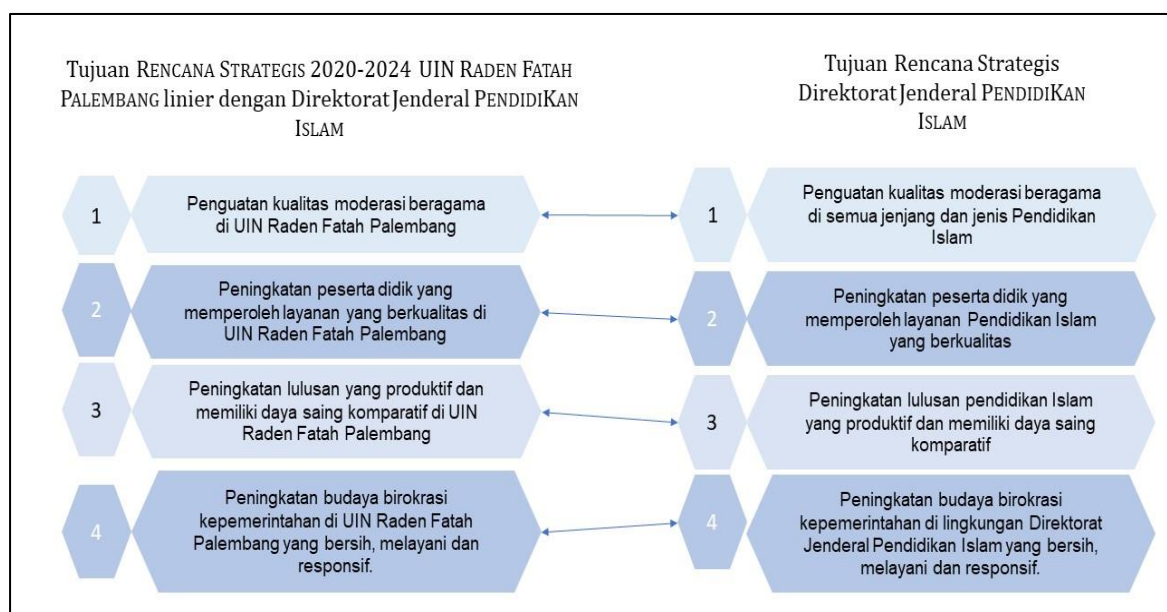 Tujuan RENCANA STRATEGIS 2020-2024 UIN RADEN FATAH
PALEMBANG linier dengan Direktorat Jenderal PENDIDIKAN
ISLAM
1
Penguatan kualitas moderasi beragama
di UIN Raden Fatah Palembang
2
Peningkatan peserta didik yang
memperoleh layanan yang berkualitas di
UIN Raden Fatah Palembang
3
Peningkatan lulusan yang produktif dan
memiliki daya saing komparatif di UIN
Raden Fatah Palembang
4
Peningkatan budaya birokrasi
kepemerintahan di UIN Raden Fatah
Palembang yang bersih, melayani dan
responsif.
Tujuan Rencana Strategis
Direktorat Jenderal PENDIDIKAN
ISLAM
1
Penguatan kualitas moderasi beragama
di semua jenjang dan jenis Pendidikan
Islam
2
Peningkatan peserta didik yang
memperoleh layanan Pendidikan Islam
yang berkualitas
3
Peningkatan lulusan pendidikan Islam
yang produktif dan memiliki daya saing
komparatif
4
Peningkatan budaya birokrasi
kepemerintahan di lingkungan Direktorat
Jenderal Pendidikan Islam yang bersih,
melayani dan responsif.